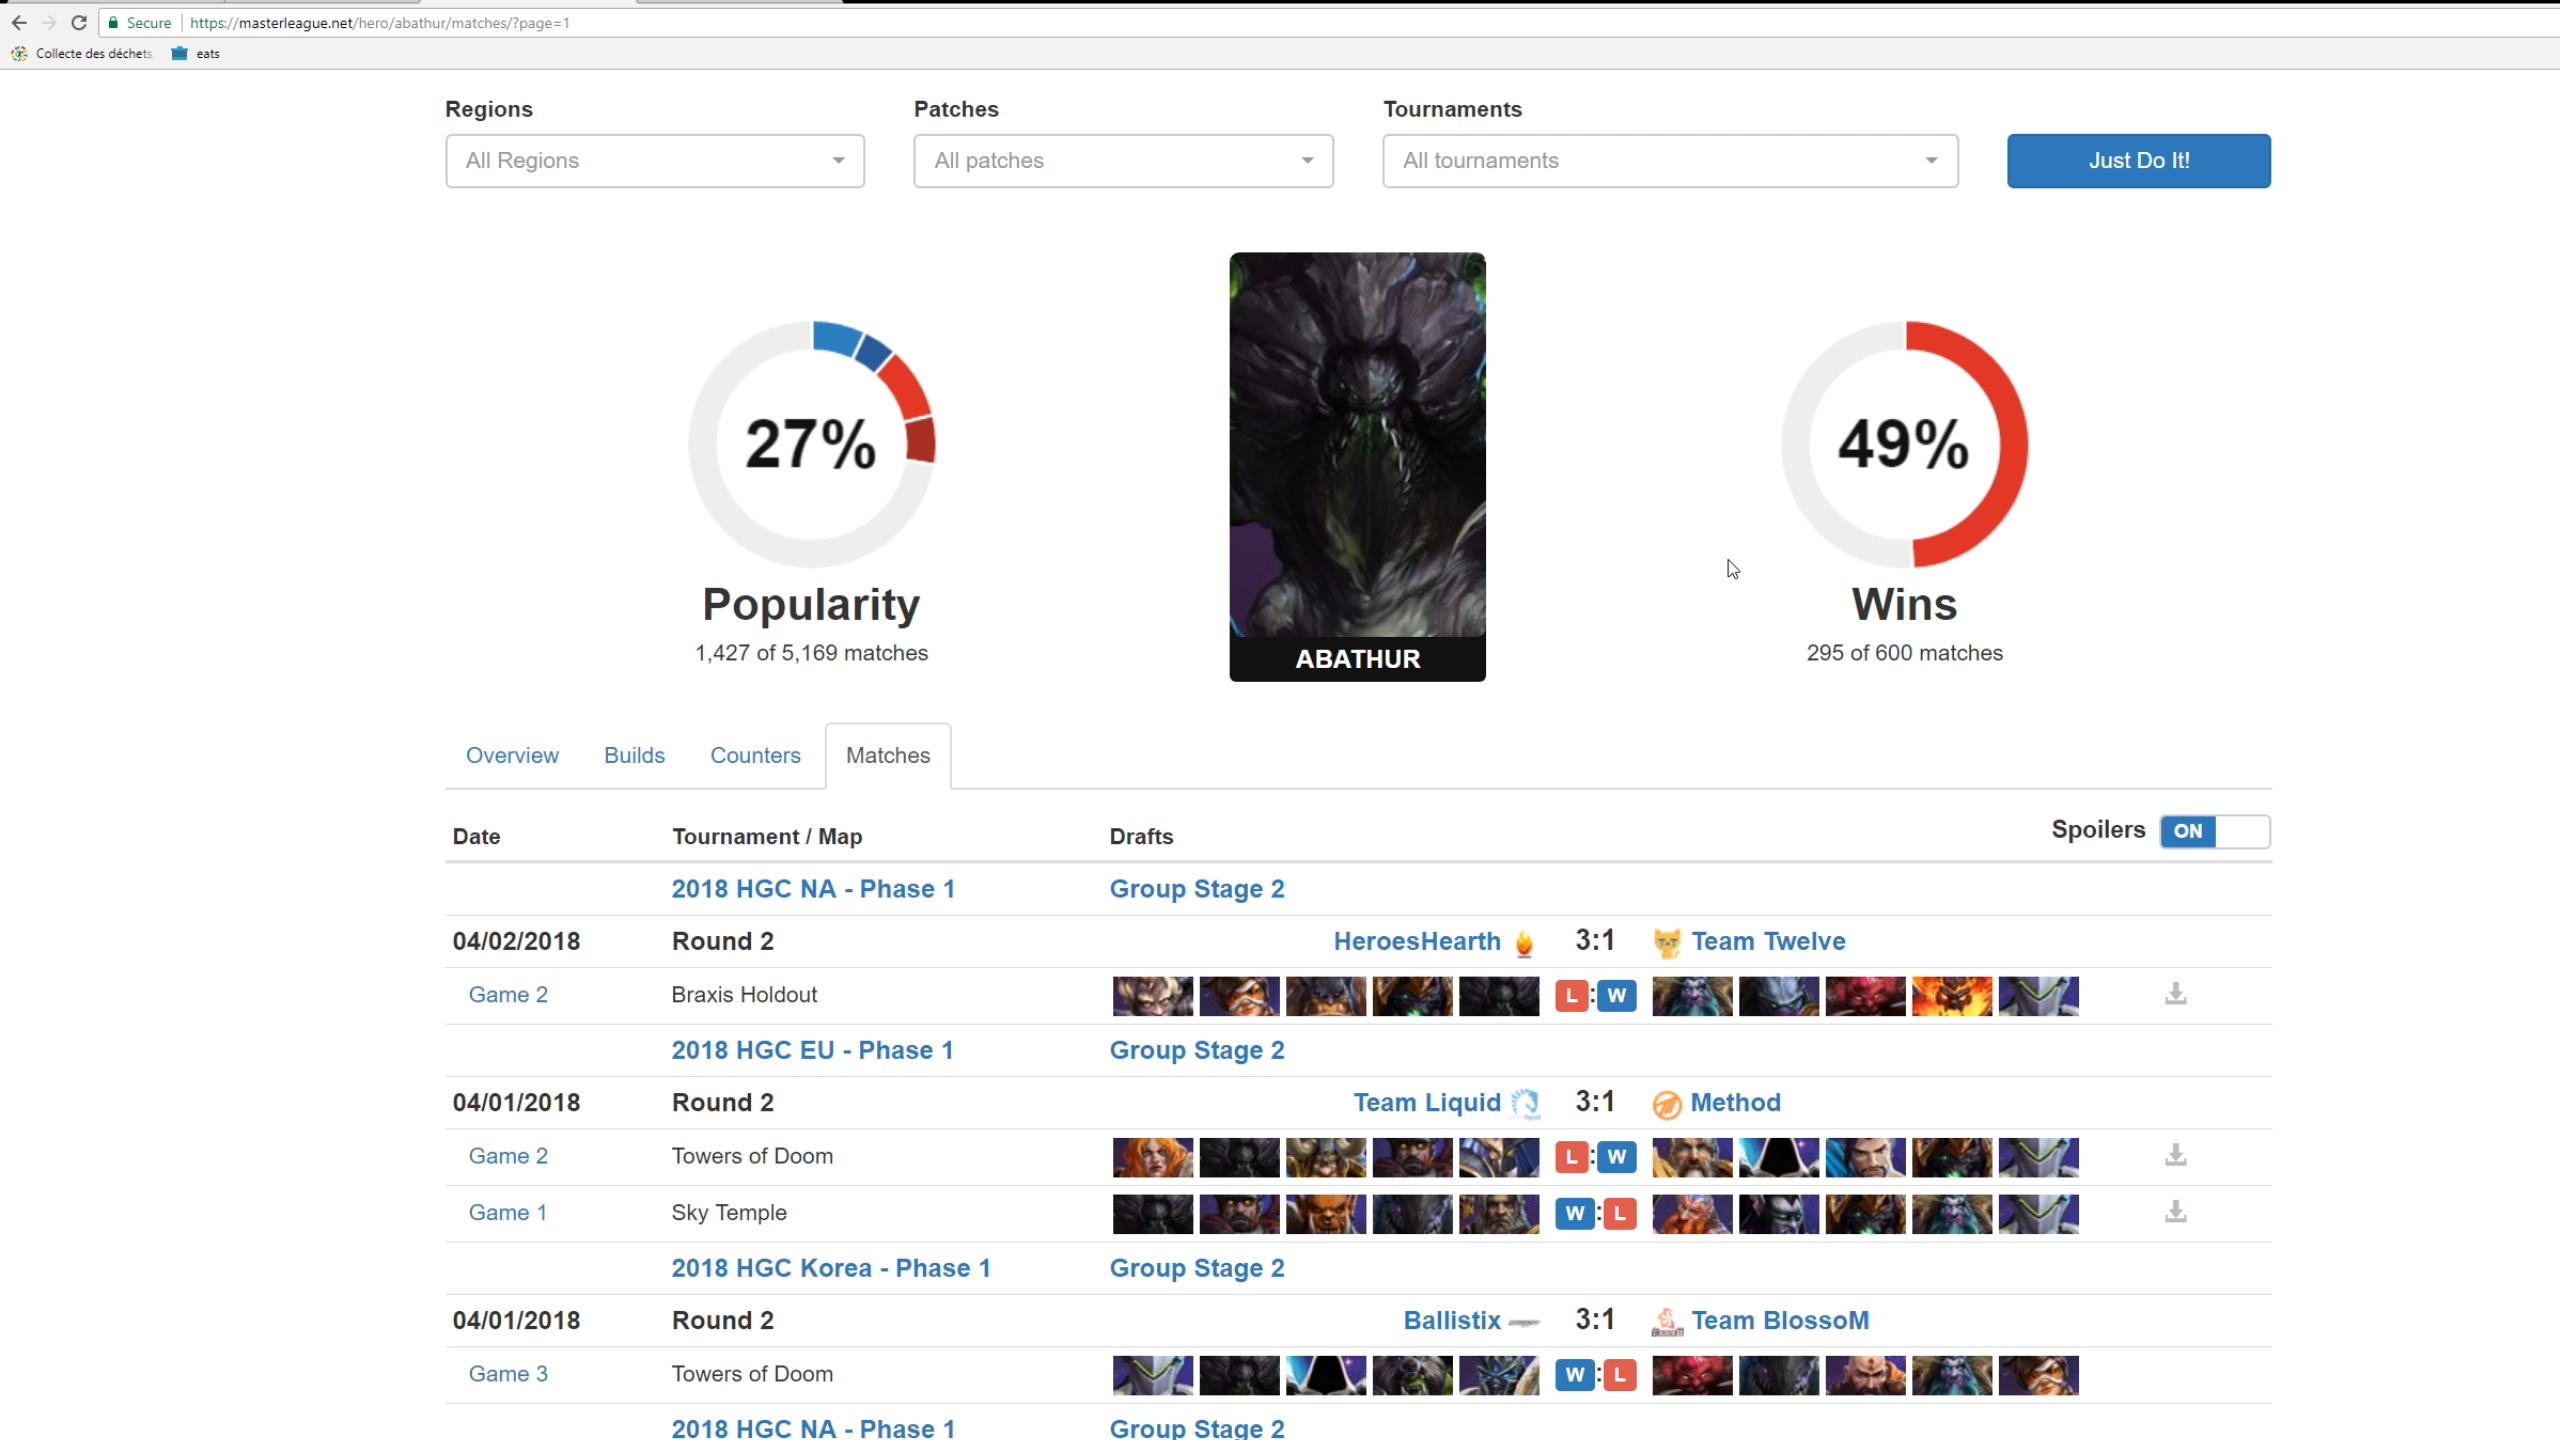 Secure https://masterleague.net/hero/abathur/matches/?page=1
Collecte des déchets eats
Regions Patches Tournaments
All Regions All patches All tournaments Just Do It!
27% 49%
Popularity Wins
1,427 of 5,169 matches 295 of 600 matches
ABATHUR
Overview Builds Counters Matches
Date Tournament / Map Drafts Spoilers ON
2018 HGC NA - Phase 1 Group Stage 2
04/02/2018 Round 2 HeroesHearth 3:1 Team Twelve
Game 2 Braxis Holdout L : W
2018 HGC EU - Phase 1 Group Stage 2
04/01/2018 Round 2 Team Liquid 3:1 Method
Game 2 Towers of Doom L : W
Game 1 Sky Temple W : L
2018 HGC Korea - Phase 1 Group Stage 2
04/01/2018 Round 2 Ballistix 3:1 Team BlossoM
Game 3 Towers of Doom W : L
2018 HGC NA - Phase 1 Group Stage 2